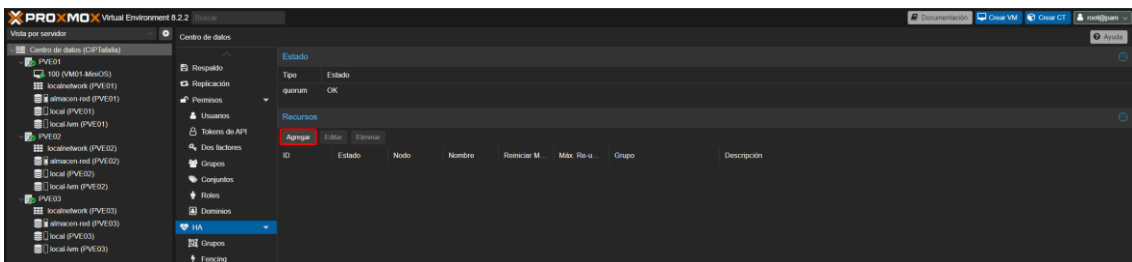 PROXMOX Virtual Environment 8.2.2 Buscar
Documentación Crear VM Crear CT root@pam
Vista por servidor
Centro de datos
Ayuda
Centro de datos (CIPTafalla)
PVE01
100 (VM01-MiniOS)
localnetwork (PVE01)
almacen-red (PVE01)
local (PVE01)
local-lvm (PVE01)
PVE02
localnetwork (PVE02)
almacen-red (PVE02)
local (PVE02)
local-lvm (PVE02)
PVE03
localnetwork (PVE03)
almacen-red (PVE03)
local (PVE03)
local-lvm (PVE03)
Respaldo
Replicación
Permisos
Usuarios
Tokens de API
Dos factores
Grupos
Conjuntos
Roles
Dominios
HA
Grupos
Fencing
Estado
Tipo Estado
quorum OK
Recursos
Agregar Editar Eliminar
ID Estado Nodo Nombre Reiniciar M... Máx. Re-u... Grupo Descripción